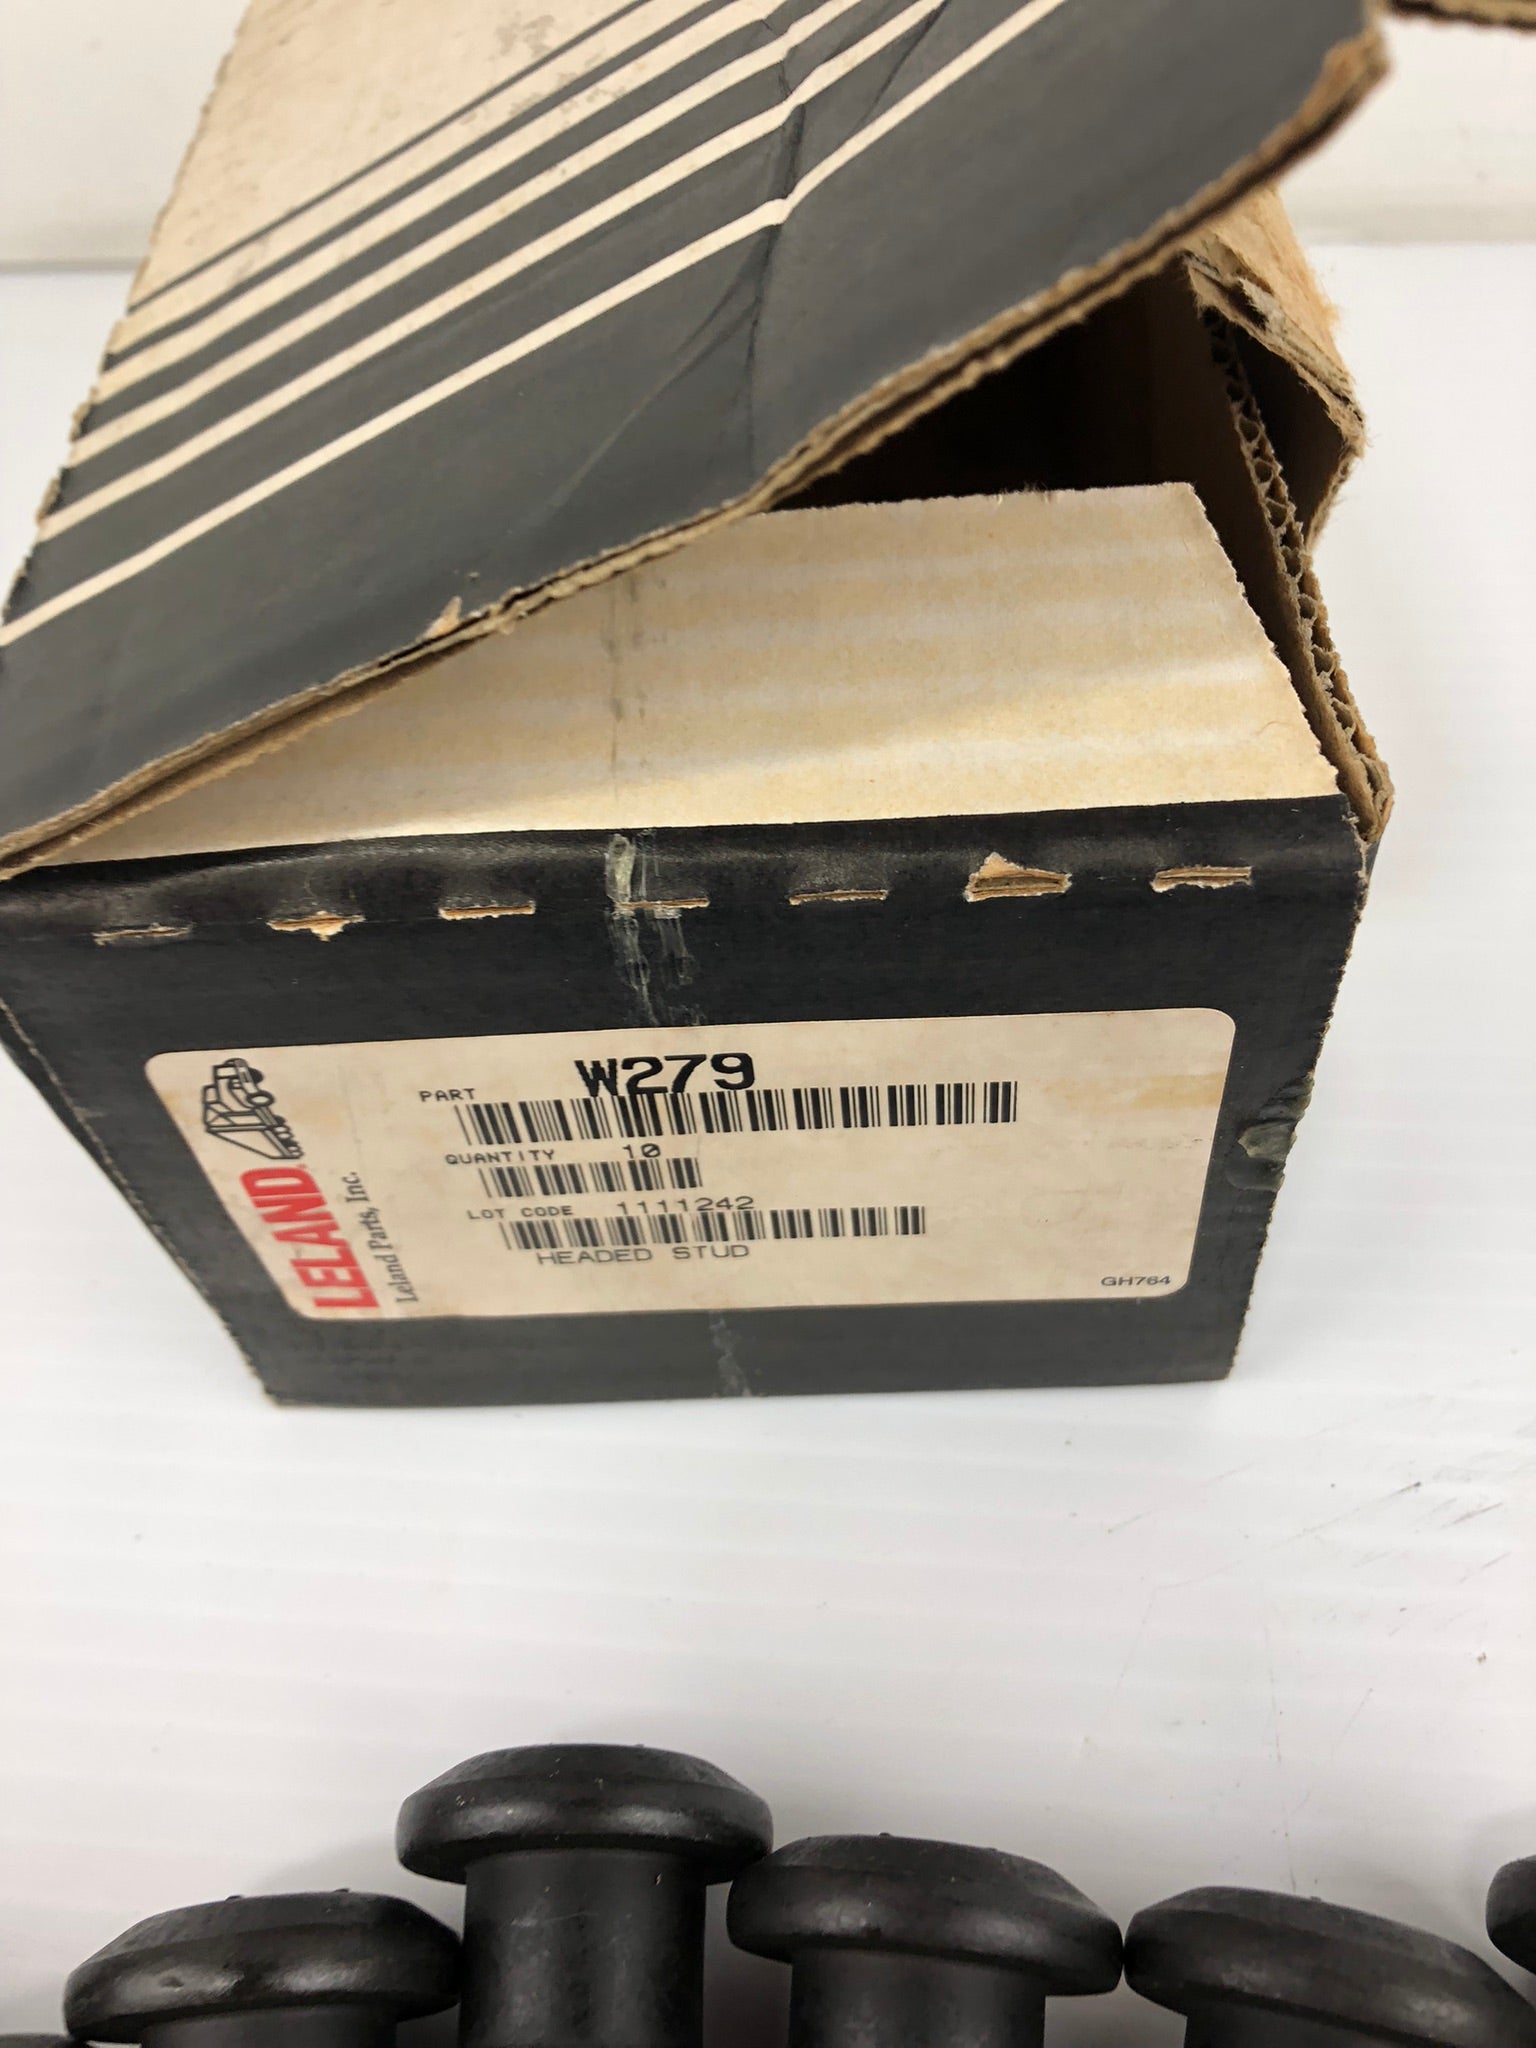 PART W279
QUANTITY 10
LOT CODE 1111242
HEADED STUD
GH764
LELAND
Leland Parts, Inc.